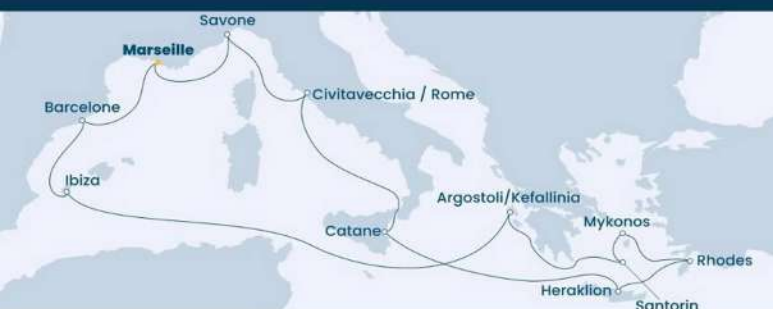 Savone
Marseille
Civitavecchia / Rome
Barcelone
Ibiza
Argostoli/Kefallinia
Mykonos
Catane
Rhodes
Heraklion
Santorin